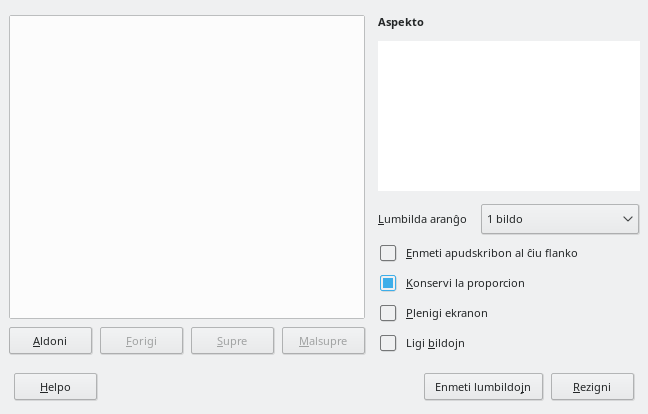 Aspekto
Lumbilda aranĝo 1 bildo
Enmeti apudskribon al ĉiu flanko
Konservi la proporcion
Plenigi ekranon
Ligi bildojn
Aldoni Forigi Supre Malsupre
Helpo Enmeti lumbildojn Rezigni